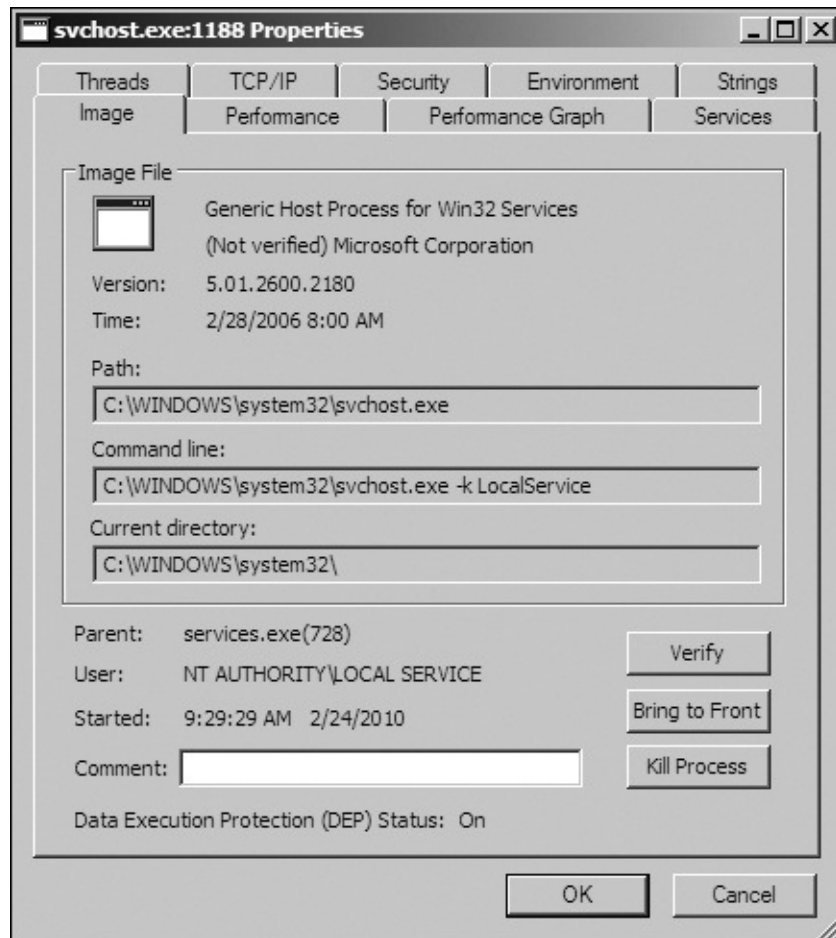 svchost.exe:1188 Properties
Threads TCP/IP Security Environment Strings
Image Performance Performance Graph Services
Image File
Generic Host Process for Win32 Services
(Not verified) Microsoft Corporation
Version: 5.01.2600.2180
Time: 2/28/2006 8:00 AM
Path:
C:\WINDOWS\system32\svchost.exe
Command line:
C:\WINDOWS\system32\svchost.exe -k LocalService
Current directory:
C:\WINDOWS\system32\
Parent: services.exe(728)
Verify
User: NT AUTHORITY\LOCAL SERVICE
Bring to Front
Started: 9:29:29 AM 2/24/2010
Comment: Kill Process
Data Execution Protection (DEP) Status: On
OK Cancel